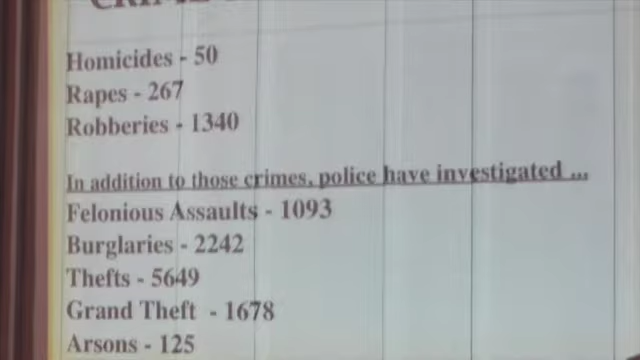 Homicides - 50
Rapes - 267
Robberies - 1340
In addition to those crimes, police have investigated ...
Felonious Assaults - 1093
Burglaries - 2242
Thefts - 5649
Grand Theft - 1678
Arsons - 125